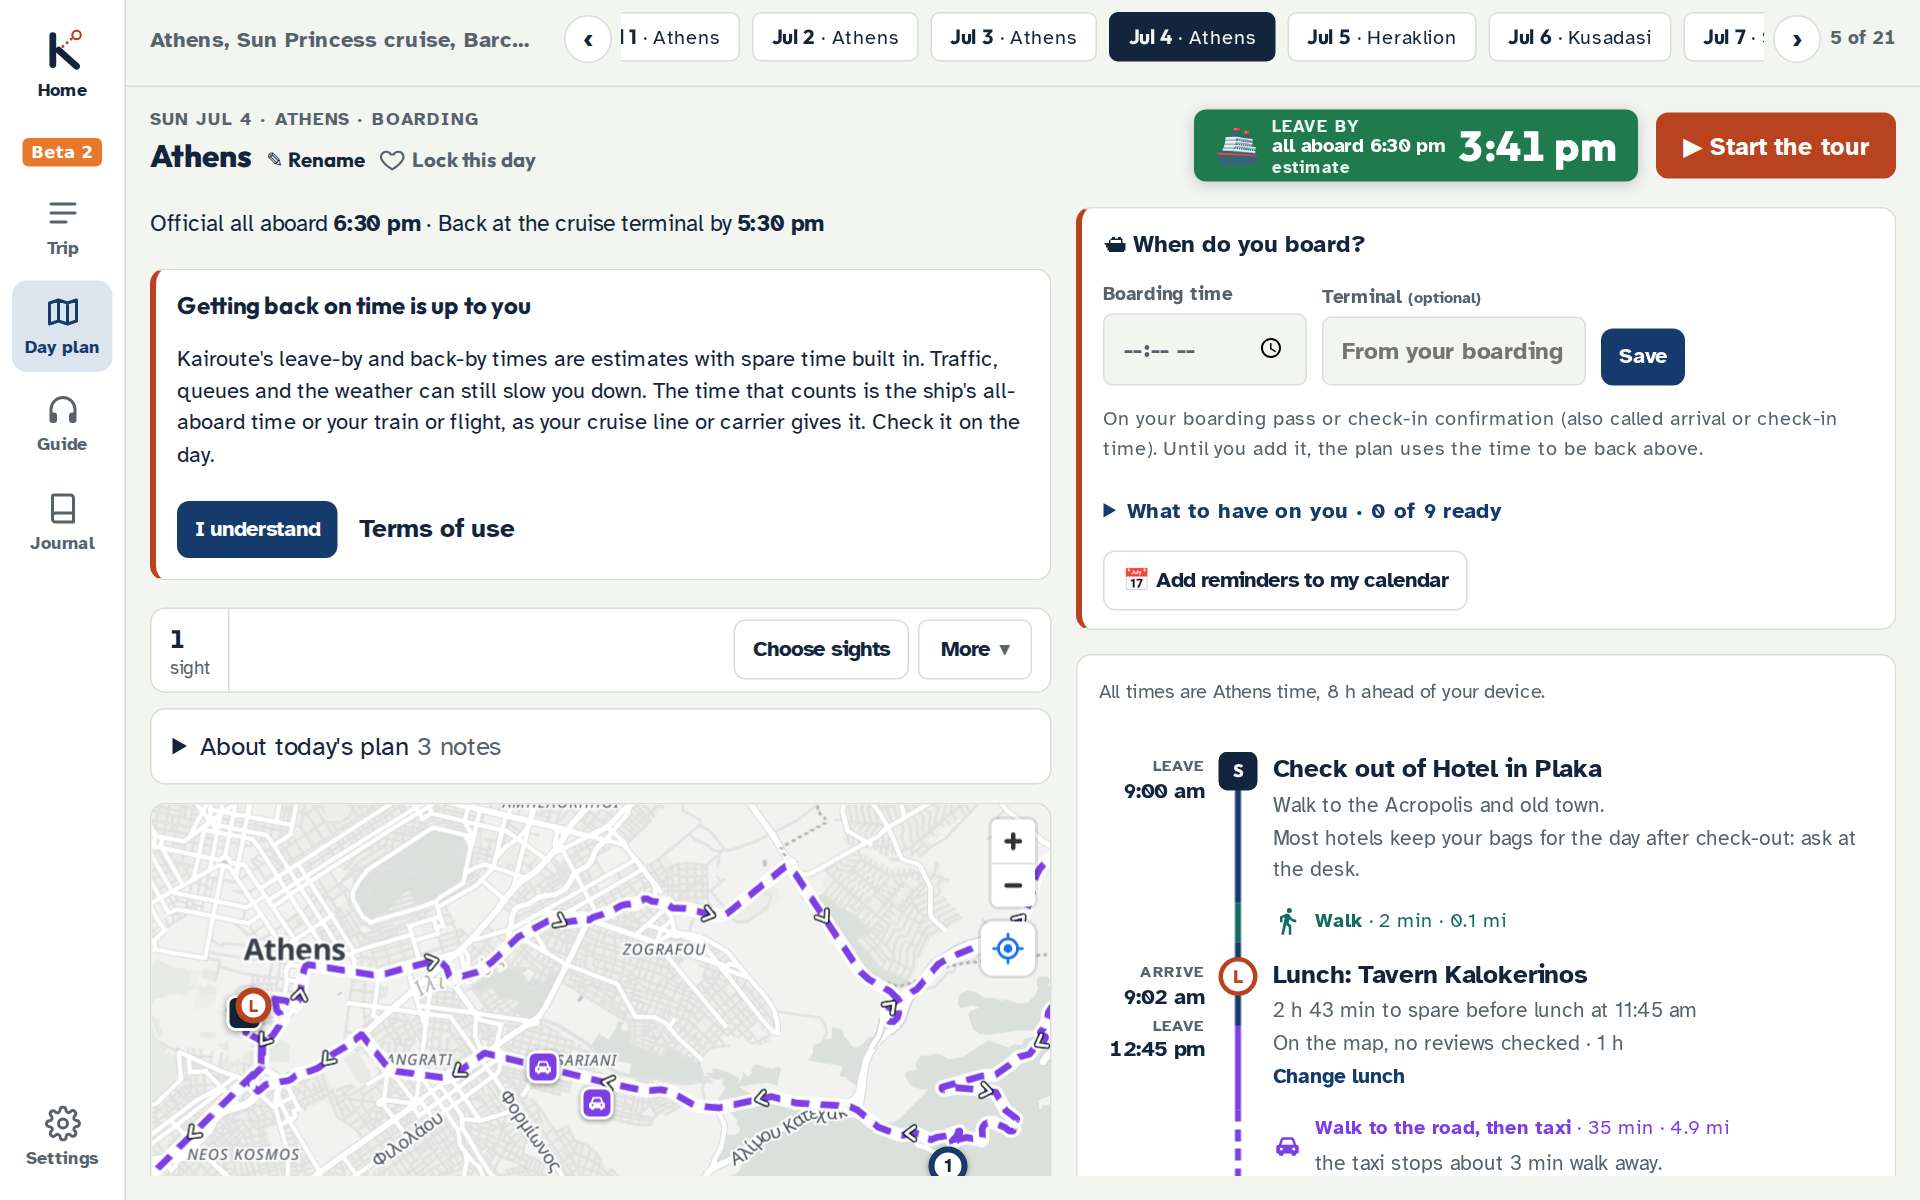 Home
Beta 2
Trip
Day plan
Guide
Journal
Settings
Athens, Sun Princess cruise, Barc...
‹
1 · Athens
Jul 2 · Athens
Jul 3 · Athens
Jul 4 · Athens
Jul 5 · Heraklion
Jul 6 · Kusadasi
Jul 7 ·
›
5 of 21
SUN JUL 4 · ATHENS · BOARDING
Athens ✎ Rename Lock this day
LEAVE BY
all aboard 6:30 pm
estimate
3:41 pm
▶ Start the tour
Official all aboard 6:30 pm · Back at the cruise terminal by 5:30 pm
Getting back on time is up to you
Kairoute's leave-by and back-by times are estimates with spare time built in. Traffic,
queues and the weather can still slow you down. The time that counts is the ship's all-
aboard time or your train or flight, as your cruise line or carrier gives it. Check it on the
day.
I understand
Terms of use
1
sight
Choose sights
More ▾
▶ About today's plan 3 notes
Athens
ZOGRAFOU
ANGRATI
SARIANI
NEOS KOSMOS
Φιλολάου
Φορμίωνος
Αλίμου Κατεχάκ
L
1
+
−
When do you board?
Boarding time
Terminal (optional)
--:-- --
From your boarding
Save
On your boarding pass or check-in confirmation (also called arrival or check-in
time). Until you add it, the plan uses the time to be back above.
▶ What to have on you · 0 of 9 ready
Add reminders to my calendar
All times are Athens time, 8 h ahead of your device.
LEAVE
9:00 am
S
Check out of Hotel in Plaka
Walk to the Acropolis and old town.
Most hotels keep your bags for the day after check-out: ask at
the desk.
Walk · 2 min · 0.1 mi
ARRIVE
9:02 am
LEAVE
12:45 pm
L
Lunch: Tavern Kalokerinos
2 h 43 min to spare before lunch at 11:45 am
On the map, no reviews checked · 1 h
Change lunch
Walk to the road, then taxi · 35 min · 4.9 mi
the taxi stops about 3 min walk away.